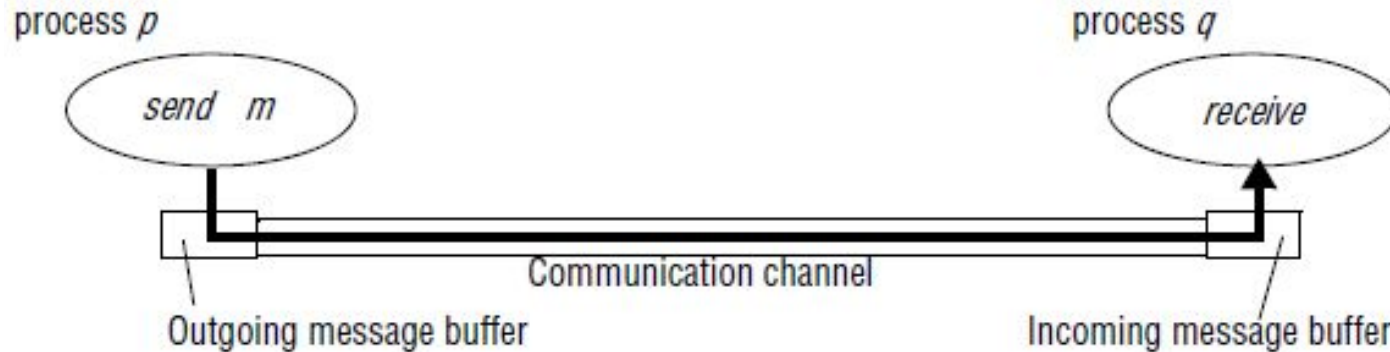 process p
process q
send m
receive
Communication channel
Outgoing message buffer
Incoming message buffer